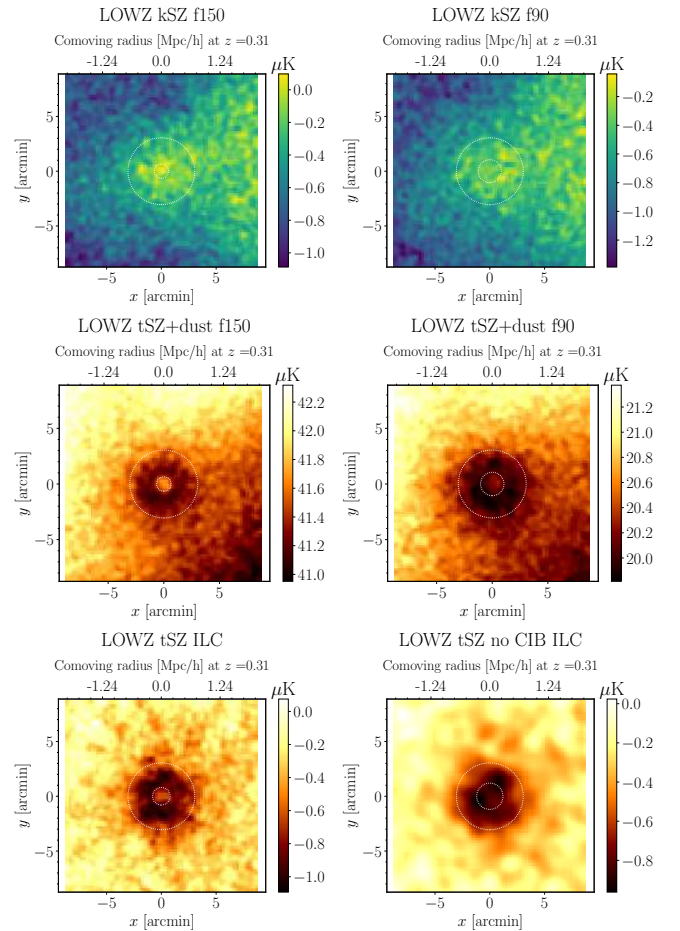 LOWZ kSZ f150
Comoving radius [Mpc/h] at z =0.31
-1.24 0.0 1.24 μK
5
0
−5
y [arcmin]
0.0
−0.2
−0.4
−0.6
−0.8
−1.0
−5 0 5
x [arcmin]
LOWZ kSZ f90
Comoving radius [Mpc/h] at z =0.31
-1.24 0.0 1.24 μK
5
0
−5
y [arcmin]
−0.2
−0.4
−0.6
−0.8
−1.0
−1.2
−5 0 5
x [arcmin]
LOWZ tSZ+dust f150
Comoving radius [Mpc/h] at z =0.31
-1.24 0.0 1.24 μK
5
0
−5
y [arcmin]
42.2
42.0
41.8
41.6
41.4
41.2
41.0
−5 0 5
x [arcmin]
LOWZ tSZ+dust f90
Comoving radius [Mpc/h] at z =0.31
-1.24 0.0 1.24 μK
5
0
−5
y [arcmin]
21.2
21.0
20.8
20.6
20.4
20.2
20.0
−5 0 5
x [arcmin]
LOWZ tSZ ILC
Comoving radius [Mpc/h] at z =0.31
-1.24 0.0 1.24 μK
5
0
−5
y [arcmin]
0.0
−0.2
−0.4
−0.6
−0.8
−1.0
−5 0 5
x [arcmin]
LOWZ tSZ no CIB ILC
Comoving radius [Mpc/h] at z =0.31
-1.24 0.0 1.24 μK
5
0
−5
y [arcmin]
0.0
−0.2
−0.4
−0.6
−0.8
−5 0 5
x [arcmin]